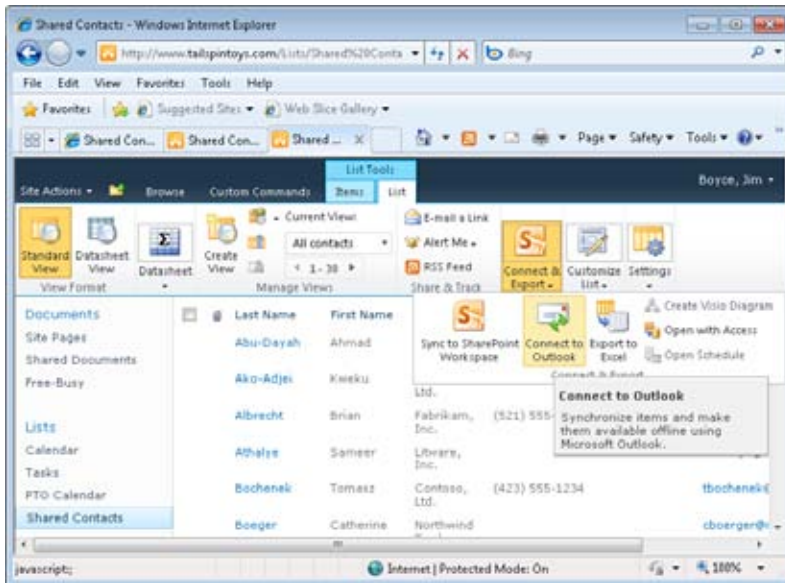 Shared Contacts - Windows Internet Explorer
http://www.tailspintoys.com/Lists/Shared%20Conta
Bing
File Edit View Favorites Tools Help
Favorites Suggested Sites Web Slice Gallery
Shared Con... Shared Con... Shared ... Page Safety Tools
List Tools
Site Actions Browse Custom Commands Items List Boyce, Jim
Standard View
Datasheet View
Datasheet
Create View
Current View:
All contacts
1-30
E-mail a Link
Alert Me
RSS Feed
Connect & Export
Customize List
Settings
View Format Manage Views Share & Track
Sync to SharePoint Workspace
Connect to Outlook
Export to Excel
Create Visio Diagram
Open with Access
Open Schedule
Connect & Export
Connect to Outlook
Synchronize items and make them available offline using Microsoft Outlook.
Documents
Site Pages
Shared Documents
Free-Busy
Lists
Calendar
Tasks
PTO Calendar
Shared Contacts
Last Name First Name
Abu-Dayah Ahmad
Ako-Adjei Kweku Ltd.
Albrecht Brian Fabrikam, Inc. (521) 555-
Athalye Sameer Litware, Inc.
Bochenek Tomasz Contoso, Ltd. (423) 555-1234 tbochenek@
Boeger Catherine Northwind cboerger@
javascript:;
Internet | Protected Mode: On
100%